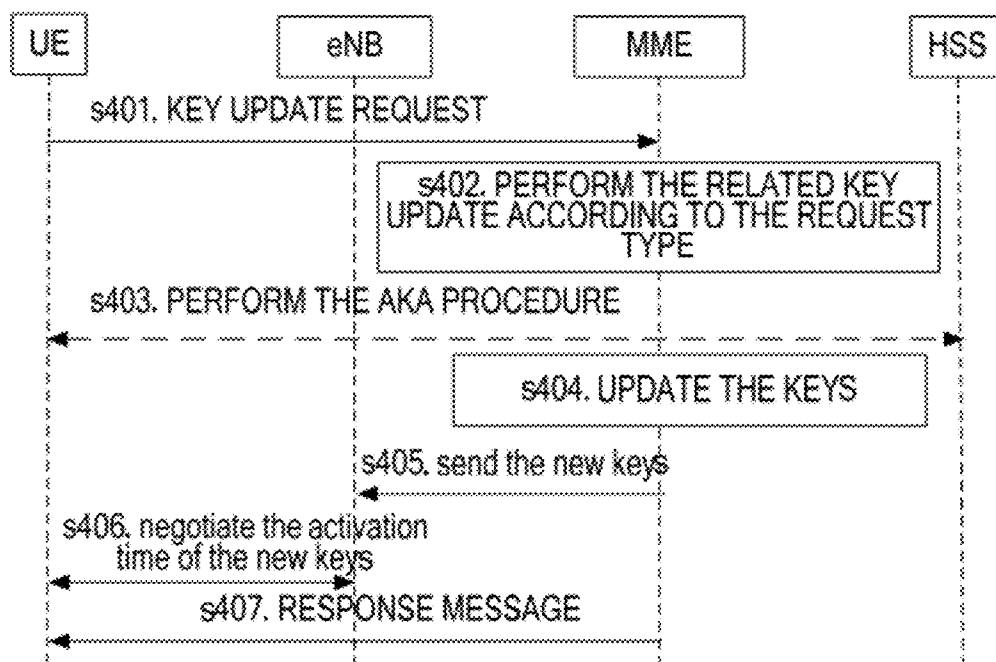 UE
eNB
MME
HSS
s401. KEY UPDATE REQUEST
s402. PERFORM THE RELATED KEY
UPDATE ACCORDING TO THE REQUEST
TYPE
s403. PERFORM THE AKA PROCEDURE
s404. UPDATE THE KEYS
s405. send the new keys
s406. negotiate the activation
time of the new keys
s407. RESPONSE MESSAGE